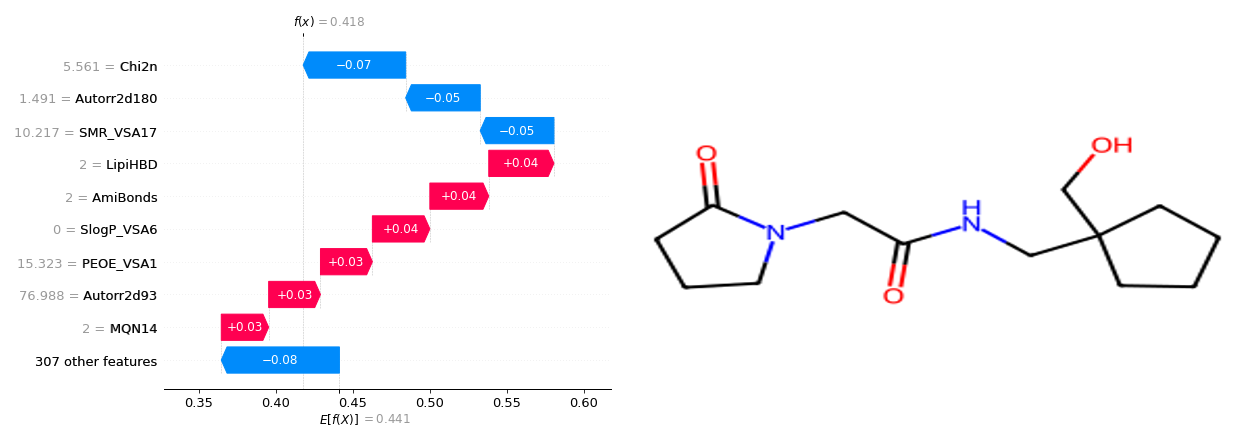 f(x) = 0.418
5.561 = Chi2n
−0.07
1.491 = Autorr2d180
−0.05
10.217 = SMR_VSA17
−0.05
2 = LipiHBD
+0.04
2 = AmiBonds
+0.04
0 = SlogP_VSA6
+0.04
15.323 = PEOE_VSA1
+0.03
76.988 = Autorr2d93
+0.03
2 = MQN14
+0.03
307 other features
−0.08
0.35 0.40 0.45 0.50 0.55 0.60
E[f(X)] = 0.441
O
N
O
H
N
OH